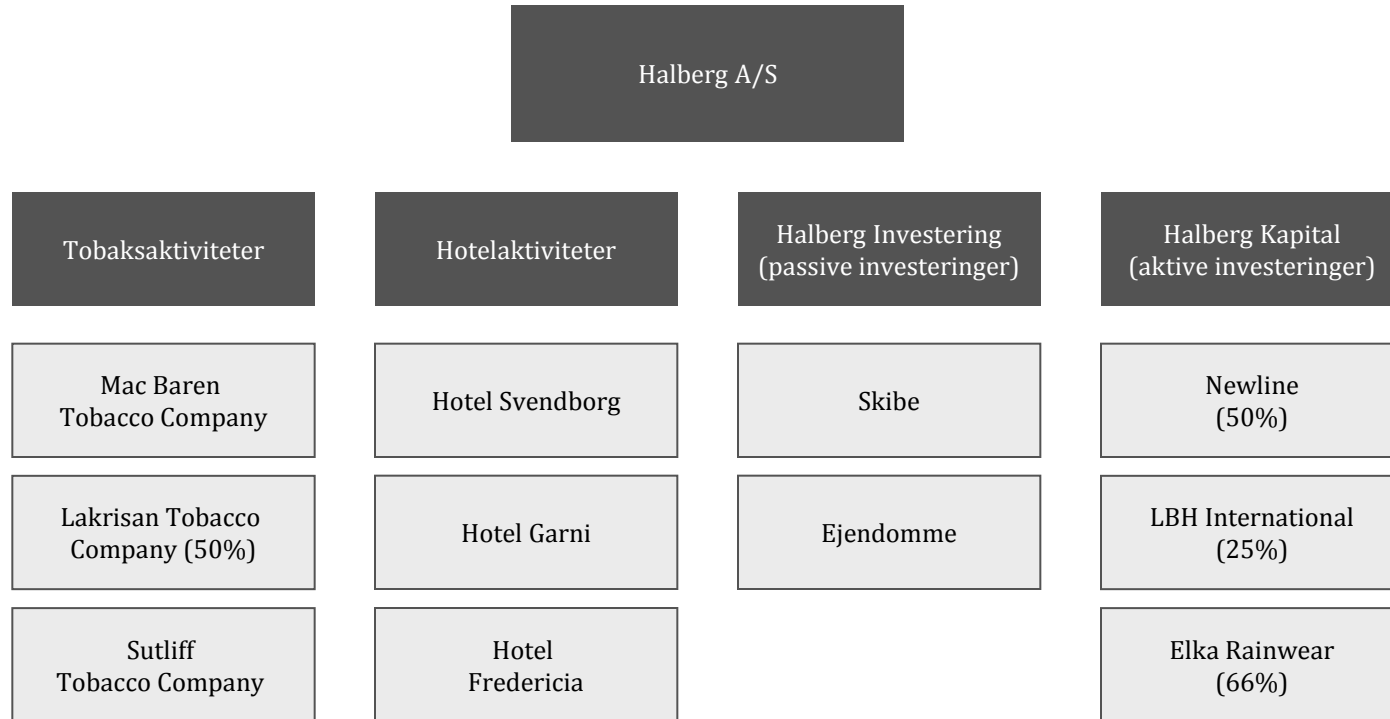 Halberg A/S
Tobaksaktiviteter
Hotelaktiviteter
Halberg Investering
(passive investeringer)
Halberg Kapital
(aktive investeringer)
Mac Baren
Tobacco Company
Hotel Svendborg
Skibe
Newline
(50%)
Lakrisan Tobacco
Company (50%)
Hotel Garni
Ejendomme
LBH International
(25%)
Sutliff
Tobacco Company
Hotel
Fredericia
Elka Rainwear
(66%)